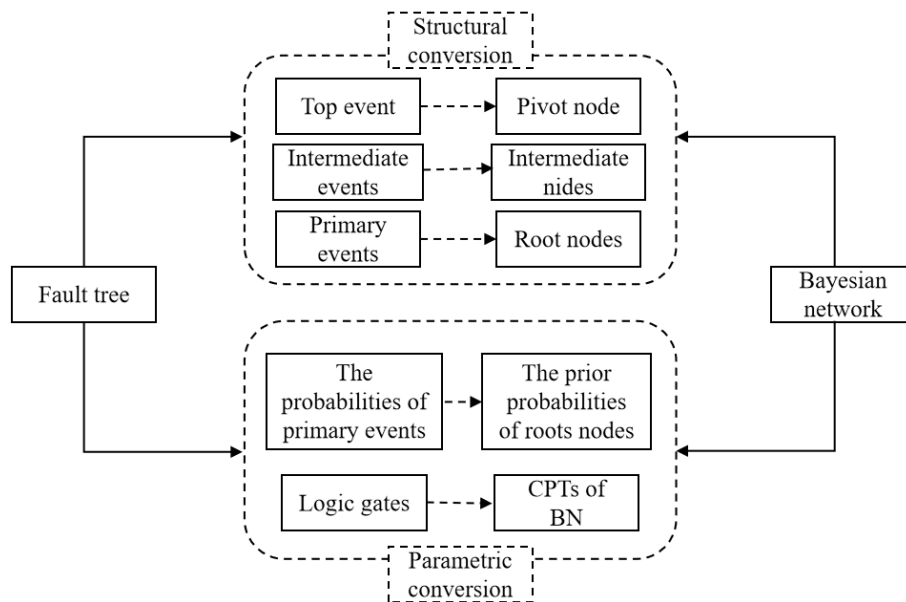 Structural
conversion
Top event
Pivot node
Intermediate
events
Intermediate
nides
Primary
events
Root nodes
Fault tree
Bayesian
network
The
probabilities of
primary events
The prior
probabilities
of roots nodes
Logic gates
CPTs of
BN
Parametric
conversion